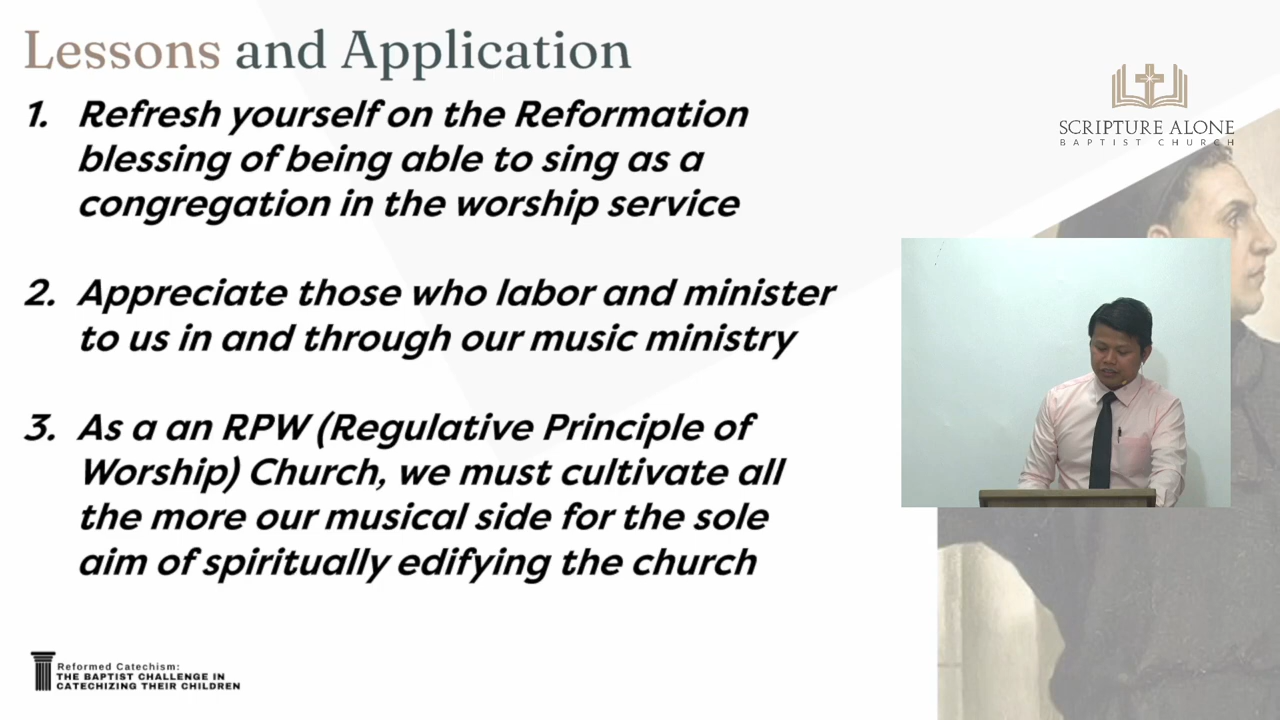 Lessons and Application
SCRIPTURE ALONE
BAPTIST CHURCH
1. Refresh yourself on the Reformation
blessing of being able to sing as a
congregation in the worship service
2. Appreciate those who labor and minister
to us in and through our music ministry
3. As a an RPW (Regulative Principle of
Worship) Church, we must cultivate all
the more our musical side for the sole
aim of spiritually edifying the church
Reformed Catechism:
THE BAPTIST CHALLENGE IN
CATECHIZING THEIR CHILDREN